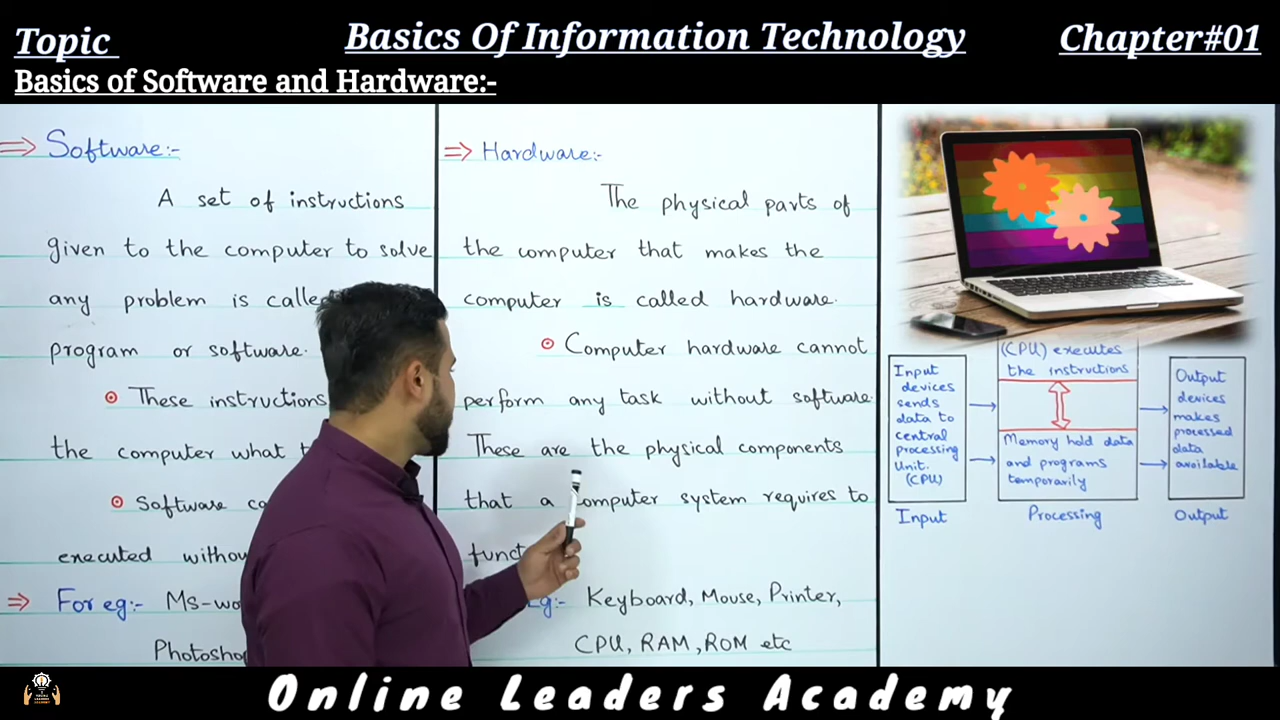 Topic
Basics Of Information Technology
Chapter#01
Basics of Software and Hardware:-
Software:-
A set of instructions
given to the computer to solve
any problem is
program or software.
These instructions
the computer what
Software
executed
For eg:- Ms-
Hardware:-
The physical parts of
the computer that makes the
computer is called hardware.
Computer hardware cannot
perform any task without software.
These are the physical components
that a computer system requires to
Eg:- Keyboard, Mouse, Printer,
CPU, RAM, ROM etc
Input
devices
sends
data to
central
processing
unit.
(CPU)
Input
(CPU) executes
the instructions
Memory hold data
and programs
temporarily
Processing
Output
devices
makes
processed
data
available
Output
Online Leaders Academy